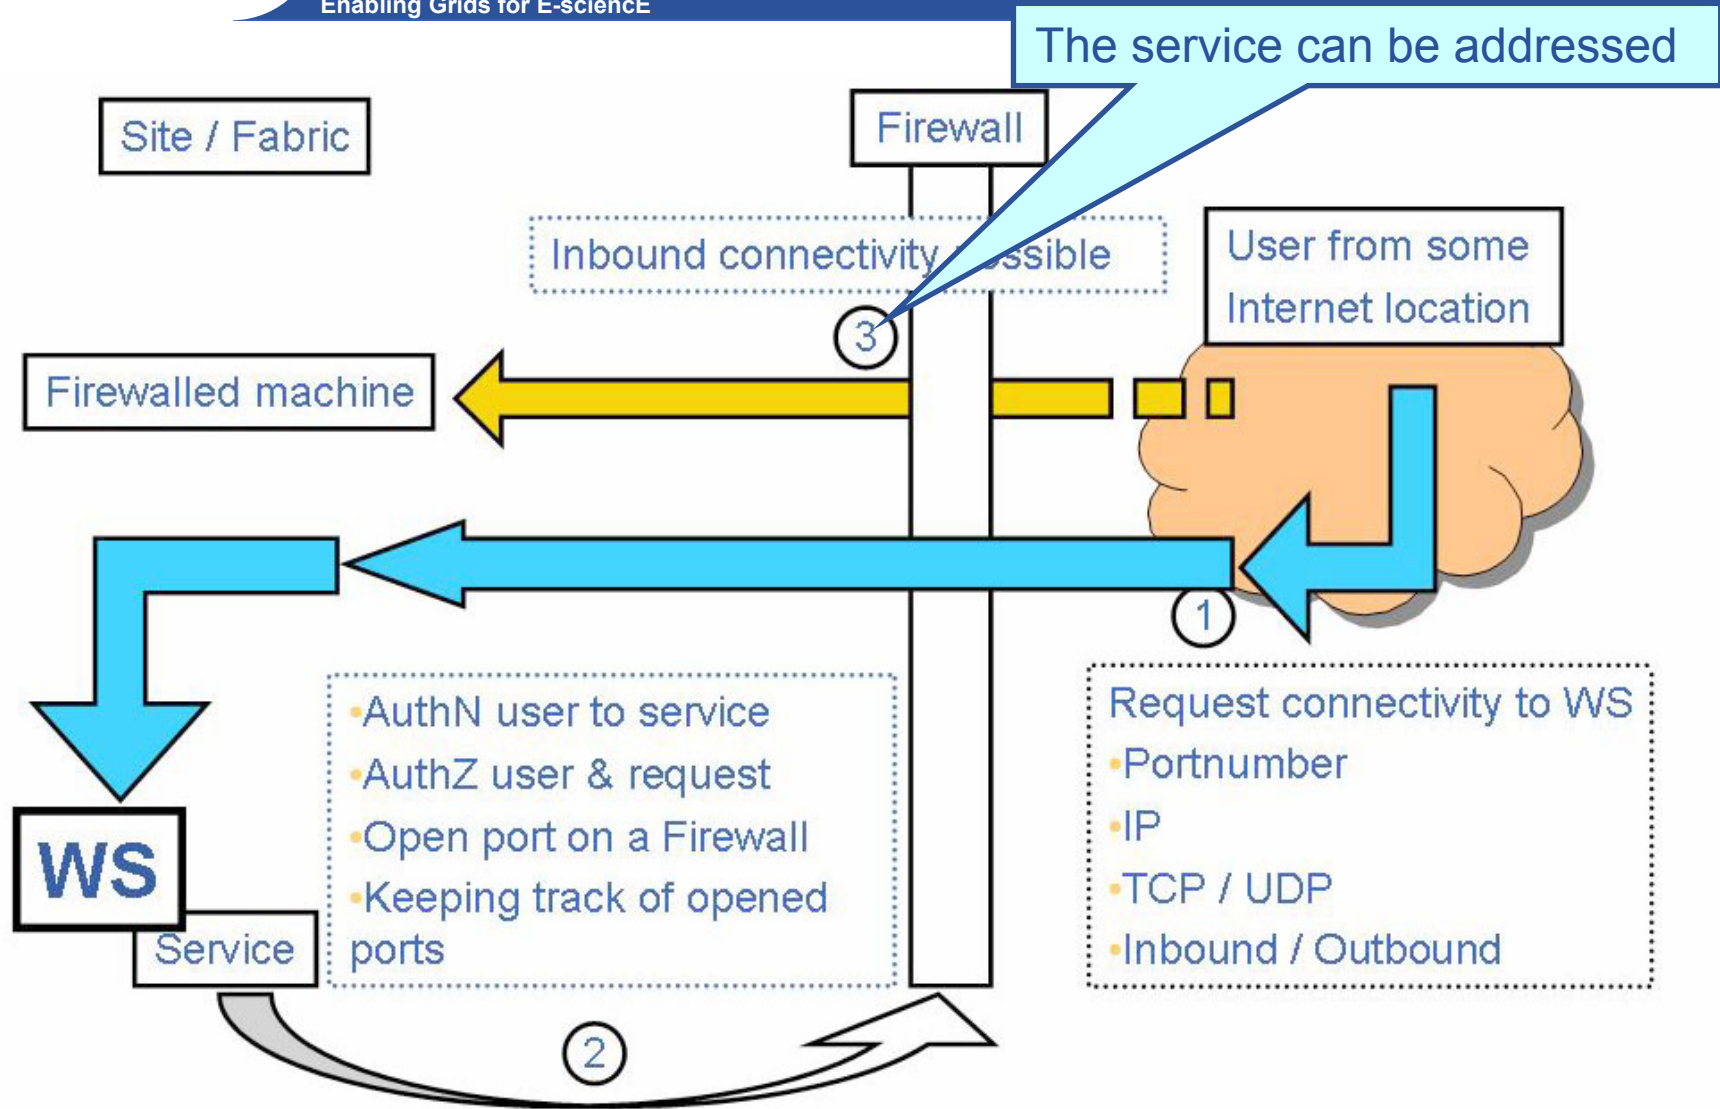 Enabling Grids for E-sciencE
The service can be addressed
Site / Fabric
Firewall
Inbound connectivity
User from some
Internet location
3
Firewalled machine
1
•AuthN user to service
•AuthZ user & request
•Open port on a Firewall
•Keeping track of opened
ports
Request connectivity to WS
•Portnumber
•IP
•TCP / UDP
•Inbound / Outbound
WS
Service
2